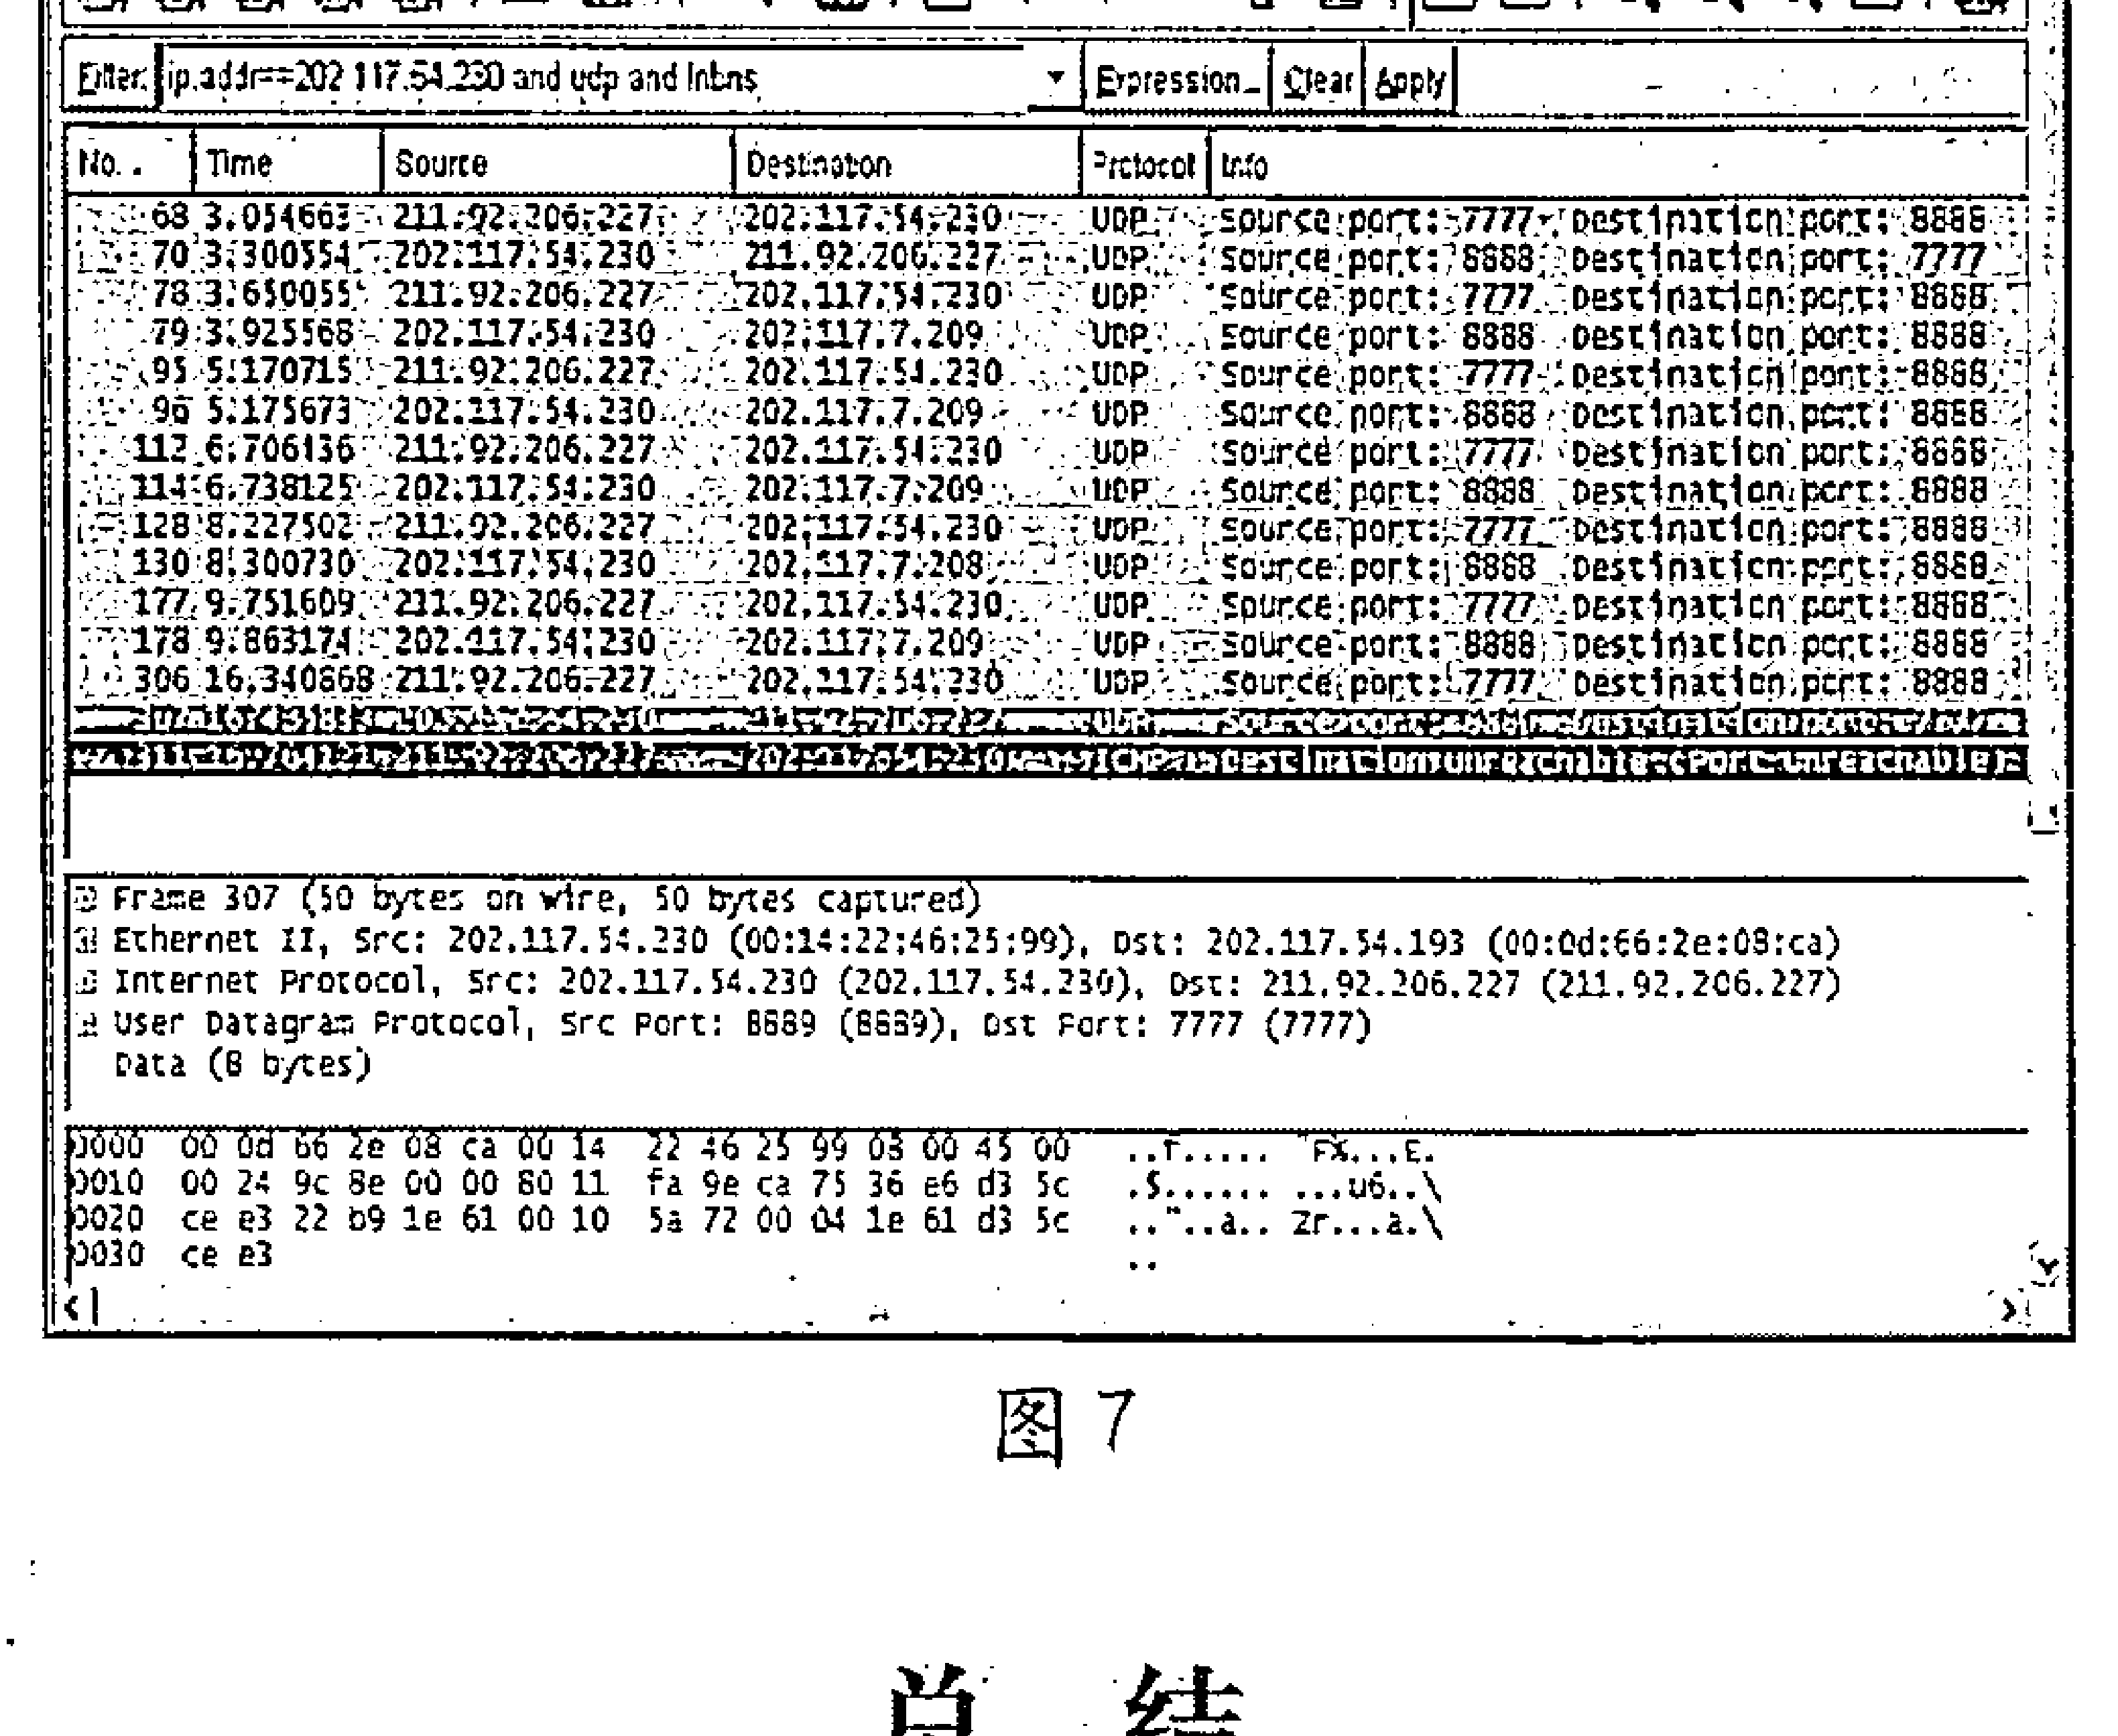 Filter: ip.addr==202.117.54.230 and udp and !nbns Expression... Clear Apply
No. . Time Source Destination Protocol Info
68 3.054663 211.92.206.227 202.117.54.230 UDP Source port: 7777 Destination port: 8888
70 3.300554 202.117.54.230 211.92.206.227 UDP Source port: 8888 Destination port: 7777
78 3.650055 211.92.206.227 202.117.54.230 UDP Source port: 7777 Destination port: 8888
79 3.925568 202.117.54.230 202.117.7.209 UDP Source port: 8888 Destination port: 8888
95 5.170715 211.92.206.227 202.117.54.230 UDP Source port: 7777 Destination port: 8888
96 5.175673 202.117.54.230 202.117.7.209 UDP Source port: 8888 Destination port: 8888
112 6.706136 211.92.206.227 202.117.54.230 UDP Source port: 7777 Destination port: 8888
114 6.738125 202.117.54.230 202.117.7.209 UDP Source port: 8888 Destination port: 8888
128 8.227502 211.92.206.227 202.117.54.230 UDP Source port: 7777 Destination port: 8888
130 8.300730 202.117.54.230 202.117.7.208 UDP Source port: 8888 Destination port: 8888
177 9.751609 211.92.206.227 202.117.54.230 UDP Source port: 7777 Destination port: 8888
178 9.863174 202.117.54.230 202.117.7.209 UDP Source port: 8888 Destination port: 8888
306 16.340868 211.92.206.227 202.117.54.230 UDP Source port: 7777 Destination port: 8888
Destination unreachable (Port unreachable)
Frame 307 (50 bytes on wire, 50 bytes captured)
Ethernet II, Src: 202.117.54.230 (00:14:22:46:25:99), Dst: 202.117.54.193 (00:0d:66:2e:08:ca)
Internet Protocol, Src: 202.117.54.230 (202.117.54.230), Dst: 211.92.206.227 (211.92.206.227)
User Datagram Protocol, Src Port: 8889 (8889), Dst Port: 7777 (7777)
Data (8 bytes)
0000 00 0d 66 2e 08 ca 00 14 22 46 25 99 08 00 45 00 ..f..... "F%...E.
0010 00 24 9c 8e 00 00 80 11 fa 9e ca 75 36 e6 d3 5c .$...... ...u6..\
0020 ce e3 22 b9 1e 61 00 10 5a 72 00 04 1e 61 d3 5c .."..a.. Zr...a.\
0030 ce e3 ..
图 7
总 结